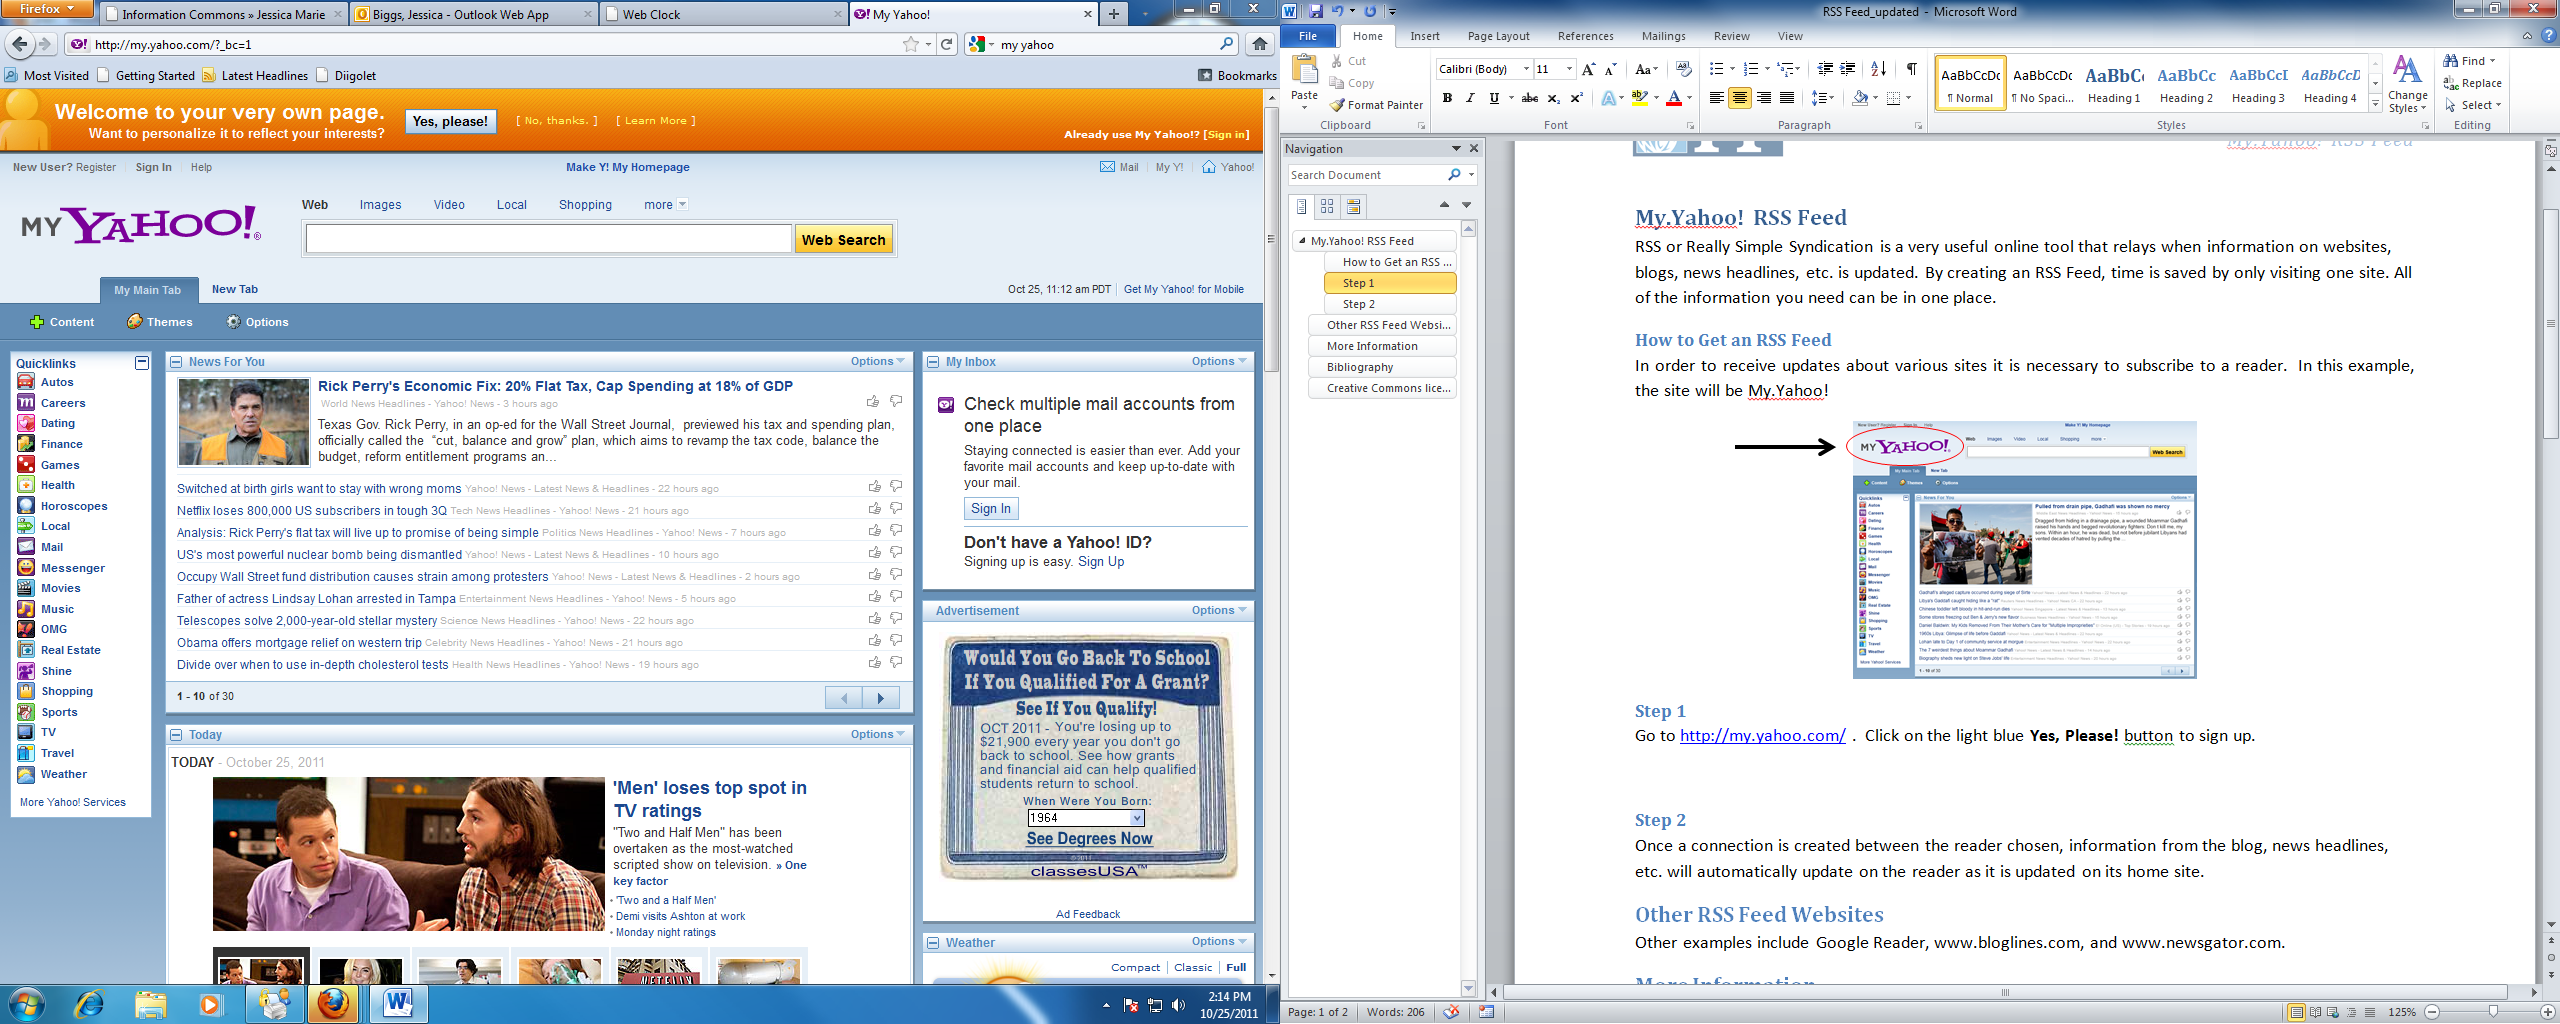 Firefox
Information Commons » Jessica Marie
Biggs, Jessica - Outlook Web App
Web Clock
My Yahoo!
http://my.yahoo.com/?_bc=1
my yahoo
Most Visited
Getting Started
Latest Headlines
Diigolet
Bookmarks
Welcome to your very own page.
Want to personalize it to reflect your interests?
Yes, please!
[ No, thanks. ]
[ Learn More ]
Already use My Yahoo!? [Sign in]
New User? Register
Sign In
Help
Make Y! My Homepage
Mail
My Y!
Yahoo!
MY YAHOO!®
Web
Images
Video
Local
Shopping
more
Web Search
My Main Tab
New Tab
Oct 25, 11:12 am PDT
Get My Yahoo! for Mobile
Content
Themes
Options
Quicklinks
Autos
Careers
Dating
Finance
Games
Health
Horoscopes
Local
Mail
Messenger
Movies
Music
OMG
Real Estate
Shine
Shopping
Sports
TV
Travel
Weather
More Yahoo! Services
News For You
Options
Rick Perry's Economic Fix: 20% Flat Tax, Cap Spending at 18% of GDP
World News Headlines - Yahoo! News - 3 hours ago
Texas Gov. Rick Perry, in an op-ed for the Wall Street Journal, previewed his tax and spending plan,
officially called the “cut, balance and grow” plan, which aims to revamp the tax code, balance the
budget, reform entitlement programs an...
Switched at birth girls want to stay with wrong moms Yahoo! News - Latest News & Headlines - 22 hours ago
Netflix loses 800,000 US subscribers in tough 3Q Tech News Headlines - Yahoo! News - 21 hours ago
Analysis: Rick Perry's flat tax will live up to promise of being simple Politics News Headlines - Yahoo! News - 7 hours ago
US's most powerful nuclear bomb being dismantled Yahoo! News - Latest News & Headlines - 10 hours ago
Occupy Wall Street fund distribution causes strain among protesters Yahoo! News - Latest News & Headlines - 2 hours ago
Father of actress Lindsay Lohan arrested in Tampa Entertainment News Headlines - Yahoo! News - 5 hours ago
Telescopes solve 2,000-year-old stellar mystery Science News Headlines - Yahoo! News - 22 hours ago
Obama offers mortgage relief on western trip Celebrity News Headlines - Yahoo! News - 21 hours ago
Divide over when to use in-depth cholesterol tests Health News Headlines - Yahoo! News - 19 hours ago
1 - 10 of 30
Today
Options
TODAY - October 25, 2011
'Men' loses top spot in
TV ratings
"Two and Half Men" has been
overtaken as the most-watched
scripted show on television. » One
key factor
• 'Two and a Half Men'
• Demi visits Ashton at work
• Monday night ratings
NETFLIX
My Inbox
Options
Check multiple mail accounts from
one place
Staying connected is easier than ever. Add your
favorite mail accounts and keep up-to-date with
your mail.
Sign In
Don't have a Yahoo! ID?
Signing up is easy. Sign Up
Advertisement
Options
Would You Go Back To School
If You Qualified For A Grant?
See If You Qualify!
OCT 2011 - You're losing up to
$21,900 every year you don't go
back to school. See how grants
and financial aid can help qualified
students return to school.
When Were You Born:
1964
See Degrees Now
classesUSA™
Ad Feedback
Weather
Options
Compact
Classic
Full
2:14 PM
10/25/2011
RSS Feed_updated - Microsoft Word
File
Home
Insert
Page Layout
References
Mailings
Review
View
Paste
Cut
Copy
Format Painter
Clipboard
Calibri (Body)
11
Font
Paragraph
AaBbCcDc
¶ Normal
AaBbCcDc
¶ No Spaci...
AaBbC
Heading 1
AaBbCc
Heading 2
AaBbCcI
Heading 3
AaBbCcD
Heading 4
Change
Styles
Styles
Find
Replace
Select
Editing
Navigation
Search Document
My.Yahoo! RSS Feed
How to Get an RSS ...
Step 1
Step 2
Other RSS Feed Websi...
More Information
Bibliography
Creative Commons lice...
My.Yahoo! RSS Feed
My.Yahoo! RSS Feed
RSS or Really Simple Syndication is a very useful online tool that relays when information on websites,
blogs, news headlines, etc. is updated. By creating an RSS Feed, time is saved by only visiting one site. All
of the information you need can be in one place.
How to Get an RSS Feed
In order to receive updates about various sites it is necessary to subscribe to a reader. In this example,
the site will be My.Yahoo!
MY YAHOO!
Web Search
Pulled from drain pipe, Gadhafi was shown no mercy
Step 1
Go to http://my.yahoo.com/ . Click on the light blue Yes, Please! button to sign up.
Step 2
Once a connection is created between the reader chosen, information from the blog, news headlines,
etc. will automatically update on the reader as it is updated on its home site.
Other RSS Feed Websites
Other examples include Google Reader, www.bloglines.com, and www.newsgator.com.
More Information
Page: 1 of 2
Words: 206
125%